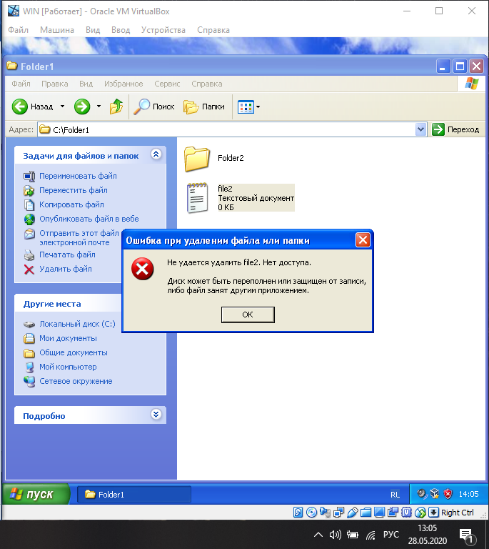 WIN [Работает] - Oracle VM VirtualBox
Файл Машина Вид Ввод Устройства Справка
Folder1
Файл Правка Вид Избранное Сервис Справка
Назад Поиск Папки
Адрес: C:\Folder1 Переход
Задачи для файлов и папок
Переименовать файл
Переместить файл
Копировать файл
Опубликовать файл в вебе
Отправить этот файл по
электронной почте
Печатать файл
Удалить файл
Другие места
Локальный диск (C:)
Мои документы
Общие документы
Мой компьютер
Сетевое окружение
Подробно
Folder2
file2
Текстовый документ
0 КБ
Ошибка при удалении файла или папки
Не удается удалить file2. Нет доступа.
Диск может быть переполнен или защищен от записи,
либо файл занят другим приложением.
OK
пуск Folder1 RL 14:05
Right Ctrl
РУС 13:05
28.05.2020
1